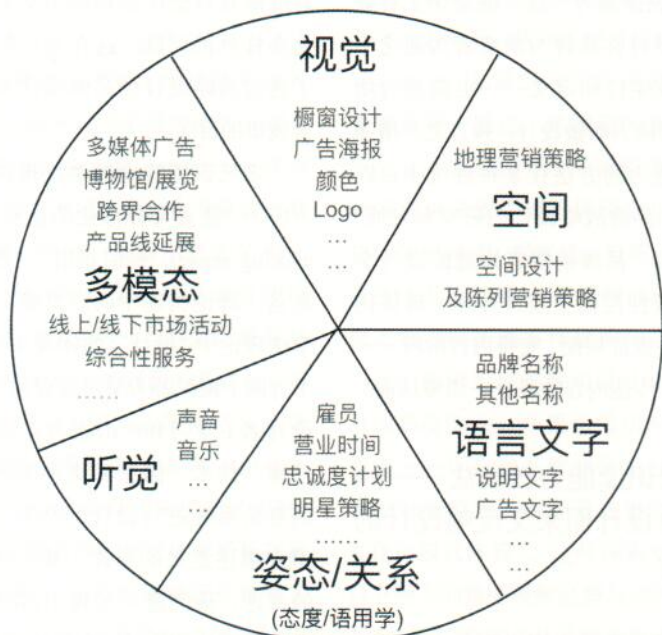 视觉
橱窗设计
广告海报
颜色
Logo
…
…
地理营销策略
空间
空间设计
及陈列营销策略
品牌名称
其他名称
语言文字
说明文字
广告文字
…
…
雇员
营业时间
忠诚度计划
明星策略
……
姿态/关系
(态度/语用学)
声音
音乐
听觉
…
…
多媒体广告
博物馆/展览
跨界合作
产品线延展
多模态
线上/线下市场活动
综合性服务
……